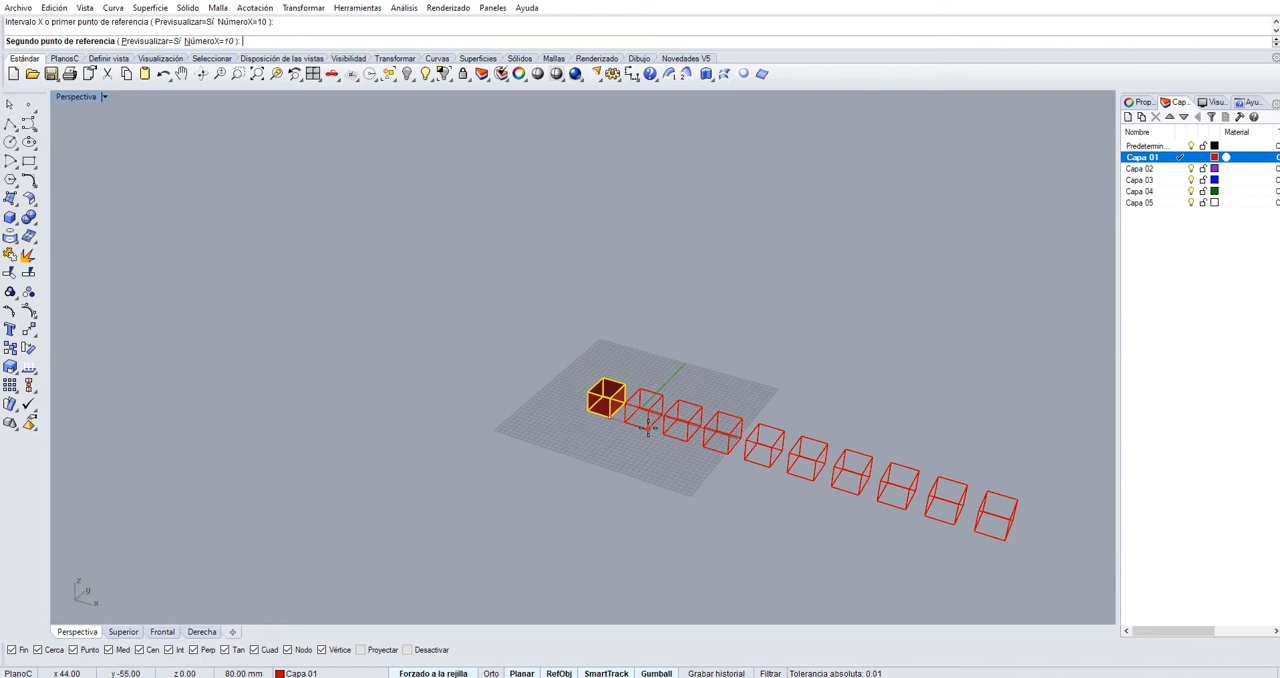 Archivo Edición Vista Curva Superficie Sólido Malla Acotación Transformar Herramientas Análisis Renderizado Paneles Ayuda
Intervalo X o primer punto de referencia ( Previsualizar=Sí NúmeroX=10 ):
Segundo punto de referencia ( Previsualizar=Sí NúmeroX=10 ):
Estándar PlanosC Definir vista Visualización Seleccionar Disposición de las vistas Visibilidad Transformar Curvas Superficies Sólidos Mallas Renderizado Dibujo Novedades V5
Perspectiva
Prop... Cap... Visu... Ayu...
Nombre Material
Predetermin...
Capa 01
Capa 02
Capa 03
Capa 04
Capa 05
z
y
x
Perspectiva Superior Frontal Derecha
Fin Cerca Punto Med Cen Int Perp Tan Cuad Nodo Vértice Proyectar Desactivar
PlanoC x 44.00 y -55.00 z 0.00 80.00 mm Capa 01 Forzado a la rejilla Orto Planar RefObj SmartTrack Gumball Grabar historial Filtrar Tolerancia absoluta: 0.01